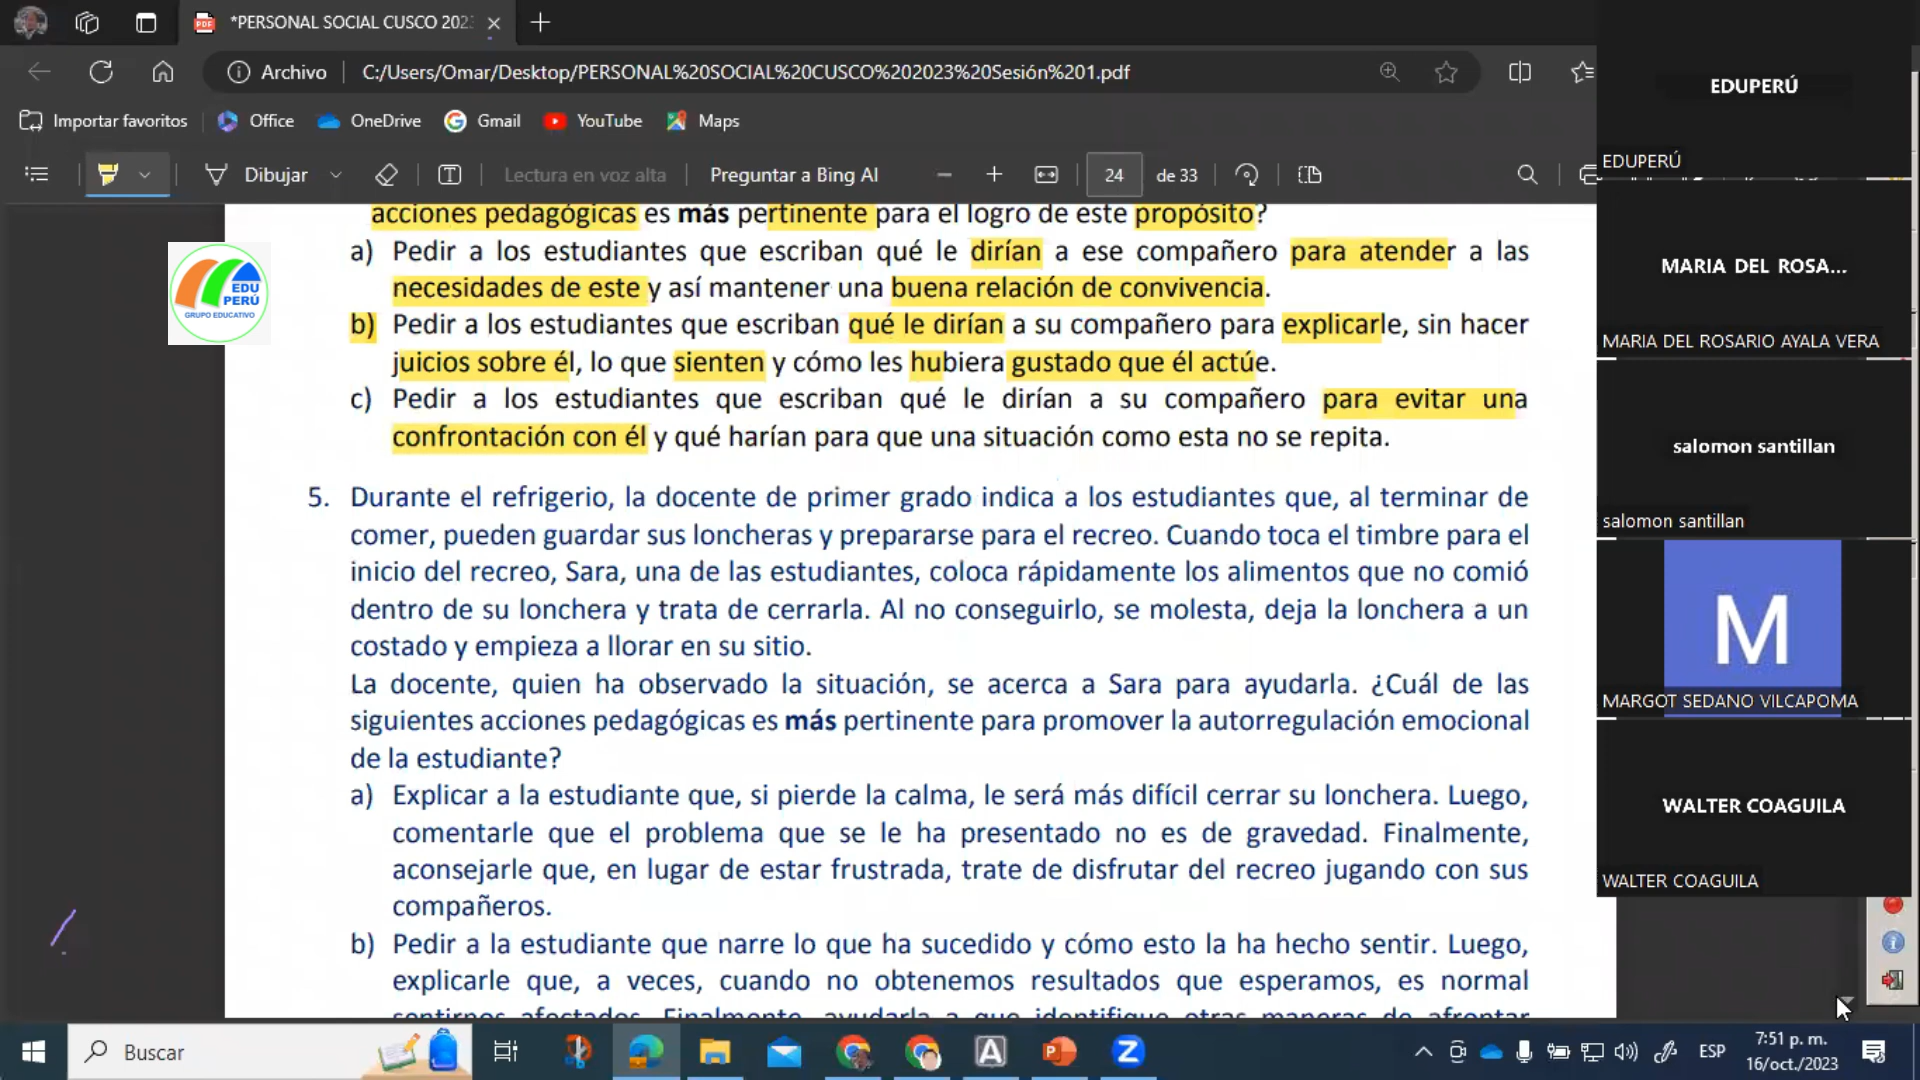 *PERSONAL SOCIAL CUSCO 202
Archivo
C:/Users/Omar/Desktop/PERSONAL%20SOCIAL%20CUSCO%202023%20Sesión%201.pdf
Importar favoritos
Office
OneDrive
Gmail
YouTube
Maps
Dibujar
Lectura en voz alta
Preguntar a Bing AI
24
de 33
EDU
PERÚ
GRUPO EDUCATIVO
acciones pedagógicas es más pertinente para el logro de este propósito?
a) Pedir a los estudiantes que escriban qué le dirían a ese compañero para atender a las
necesidades de este y así mantener una buena relación de convivencia.
b) Pedir a los estudiantes que escriban qué le dirían a su compañero para explicarle, sin hacer
juicios sobre él, lo que sienten y cómo les hubiera gustado que él actúe.
c) Pedir a los estudiantes que escriban qué le dirían a su compañero para evitar una
confrontación con él y qué harían para que una situación como esta no se repita.
5. Durante el refrigerio, la docente de primer grado indica a los estudiantes que, al terminar de
comer, pueden guardar sus loncheras y prepararse para el recreo. Cuando toca el timbre para el
inicio del recreo, Sara, una de las estudiantes, coloca rápidamente los alimentos que no comió
dentro de su lonchera y trata de cerrarla. Al no conseguirlo, se molesta, deja la lonchera a un
costado y empieza a llorar en su sitio.
La docente, quien ha observado la situación, se acerca a Sara para ayudarla. ¿Cuál de las
siguientes acciones pedagógicas es más pertinente para promover la autorregulación emocional
de la estudiante?
a) Explicar a la estudiante que, si pierde la calma, le será más difícil cerrar su lonchera. Luego,
comentarle que el problema que se le ha presentado no es de gravedad. Finalmente,
aconsejarle que, en lugar de estar frustrada, trate de disfrutar del recreo jugando con sus
compañeros.
b) Pedir a la estudiante que narre lo que ha sucedido y cómo esto la ha hecho sentir. Luego,
explicarle que, a veces, cuando no obtenemos resultados que esperamos, es normal
sentirnos afectados. Finalmente, ayudarla a que identifique otras maneras de afrontar
EDUPERÚ
EDUPERÚ
MARIA DEL ROSA...
MARIA DEL ROSARIO AYALA VERA
salomon santillan
salomon santillan
M
MARGOT SEDANO VILCAPOMA
WALTER COAGUILA
WALTER COAGUILA
Buscar
ESP
7:51 p. m.
16/oct./2023